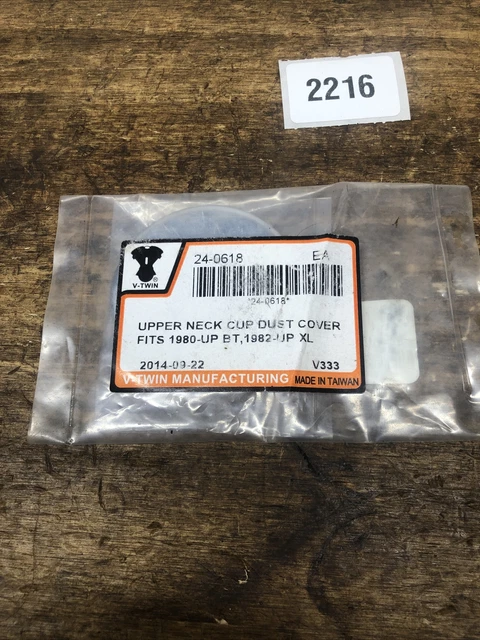 2216
24-0618 EA
V-TWIN ®
*24-0618*
UPPER NECK CUP DUST COVER
FITS 1980-UP BT,1982-UP XL
2014-09-22 V333
V-TWIN MANUFACTURING MADE IN TAIWAN